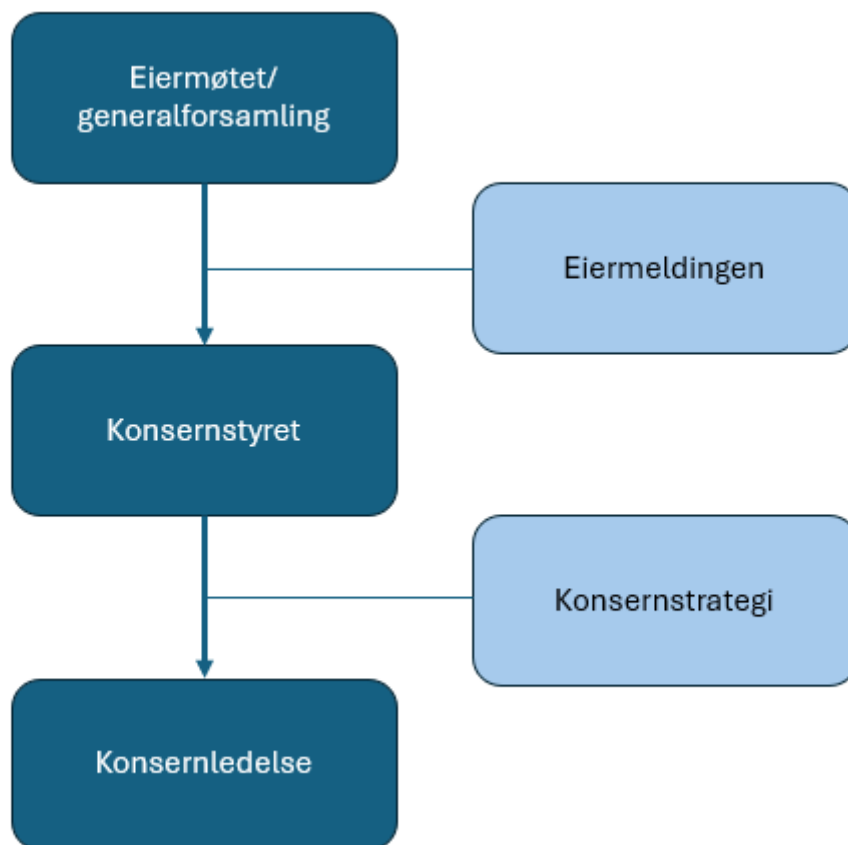 Eiermøtet/
generalforsamling
Eiermeldingen
Konsernstyret
Konsernstrategi
Konsernledelse